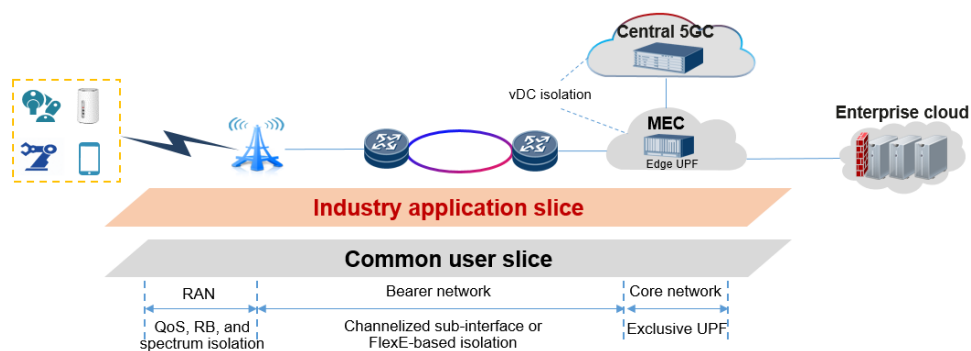 Central 5GC
vDC isolation
MEC
Edge UPF
Enterprise cloud
Industry application slice
Common user slice
RAN
Bearer network
Core network
QoS, RB, and
spectrum isolation
Channelized sub-interface or
FlexE-based isolation
Exclusive UPF